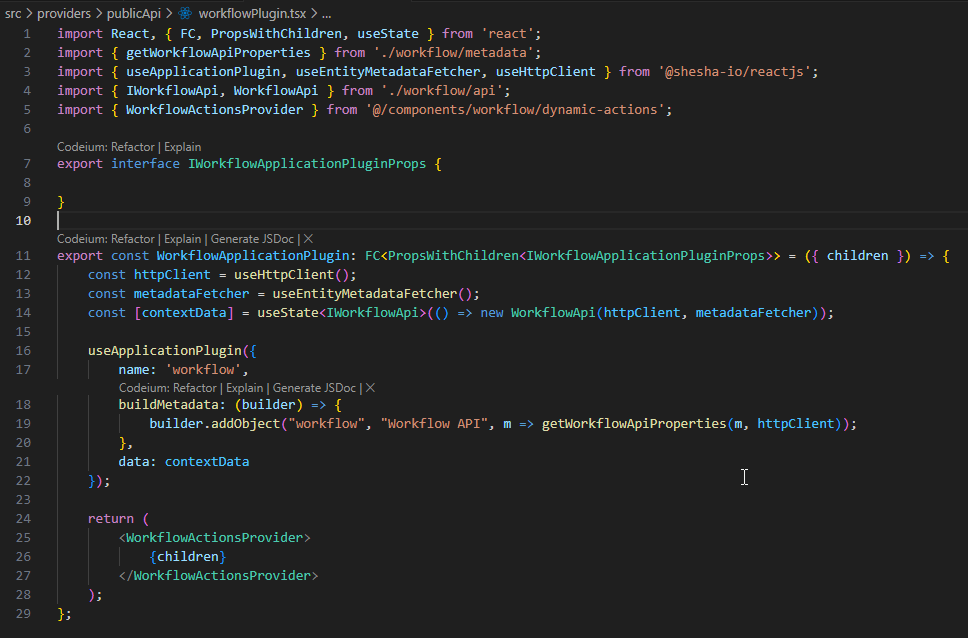 src > providers > publicApi > workflowPlugin.tsx > ...
1 import React, { FC, PropsWithChildren, useState } from 'react';
2 import { getWorkflowApiProperties } from './workflow/metadata';
3 import { useApplicationPlugin, useEntityMetadataFetcher, useHttpClient } from '@shesha-io/reactjs';
4 import { IWorkflowApi, WorkflowApi } from './workflow/api';
5 import { WorkflowActionsProvider } from '@/components/workflow/dynamic-actions';
6
Codeium: Refactor | Explain
7 export interface IWorkflowApplicationPluginProps {
8
9 }
10
Codeium: Refactor | Explain | Generate JSDoc | X
11 export const WorkflowApplicationPlugin: FC<PropsWithChildren<IWorkflowApplicationPluginProps>> = ({ children }) => {
12     const httpClient = useHttpClient();
13     const metadataFetcher = useEntityMetadataFetcher();
14     const [contextData] = useState<IWorkflowApi>(() => new WorkflowApi(httpClient, metadataFetcher));
15
16     useApplicationPlugin({
17         name: 'workflow',
Codeium: Refactor | Explain | Generate JSDoc | X
18         buildMetadata: (builder) => {
19             builder.addObject("workflow", "Workflow API", m => getWorkflowApiProperties(m, httpClient));
20         },
21         data: contextData
22     });
23
24     return (
25         <WorkflowActionsProvider>
26             {children}
27         </WorkflowActionsProvider>
28     );
29 };